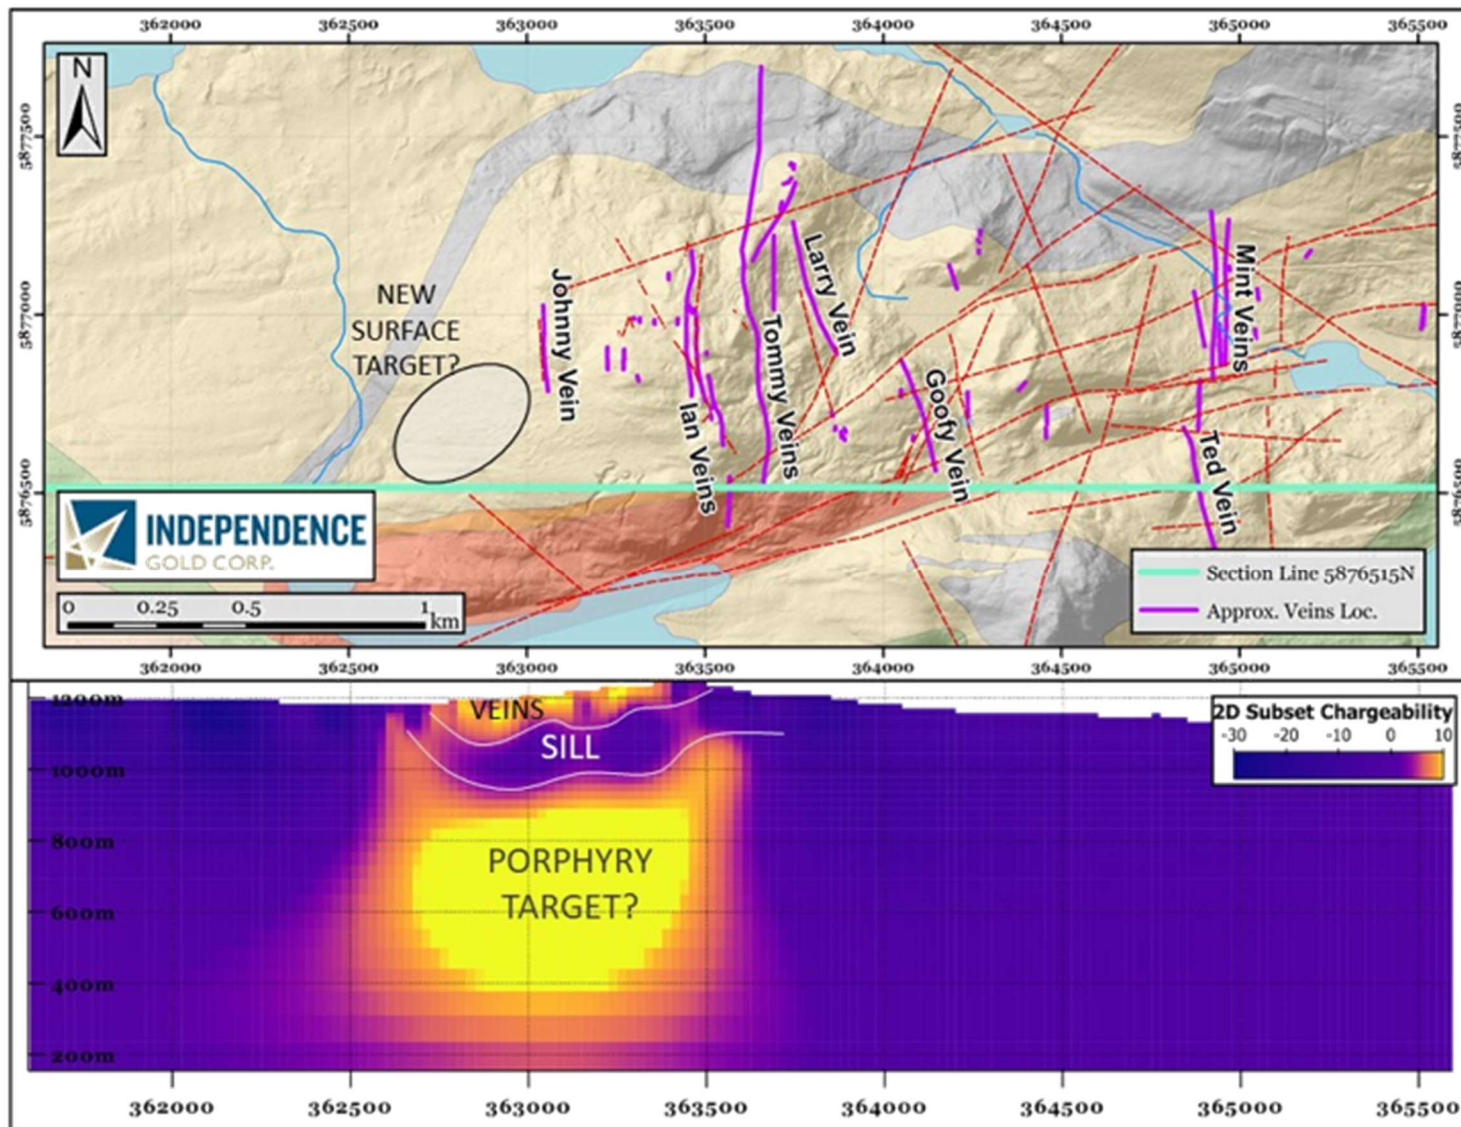 362000 362500 363000 363500 364000 364500 365000 365500
N
5877500
5877500
NEW
SURFACE
TARGET?
Johnny Vein
Ian Veins
Tommy Veins
Larry Vein
Goofy Vein
Mint Veins
Ted Vein
5877000
5877000
5876500
5876500
INDEPENDENCE
GOLD CORP.
0 0.25 0.5 1
km
Section Line 5876515N
Approx. Veins Loc.
362000 362500 363000 363500 364000 364500 365000 365500
1200m
VEINS
SILL
2D Subset Chargeability
-30 -20 -10 0 10
1000m
800m
PORPHYRY
TARGET?
600m
400m
200m
362000 362500 363000 363500 364000 364500 365000 365500